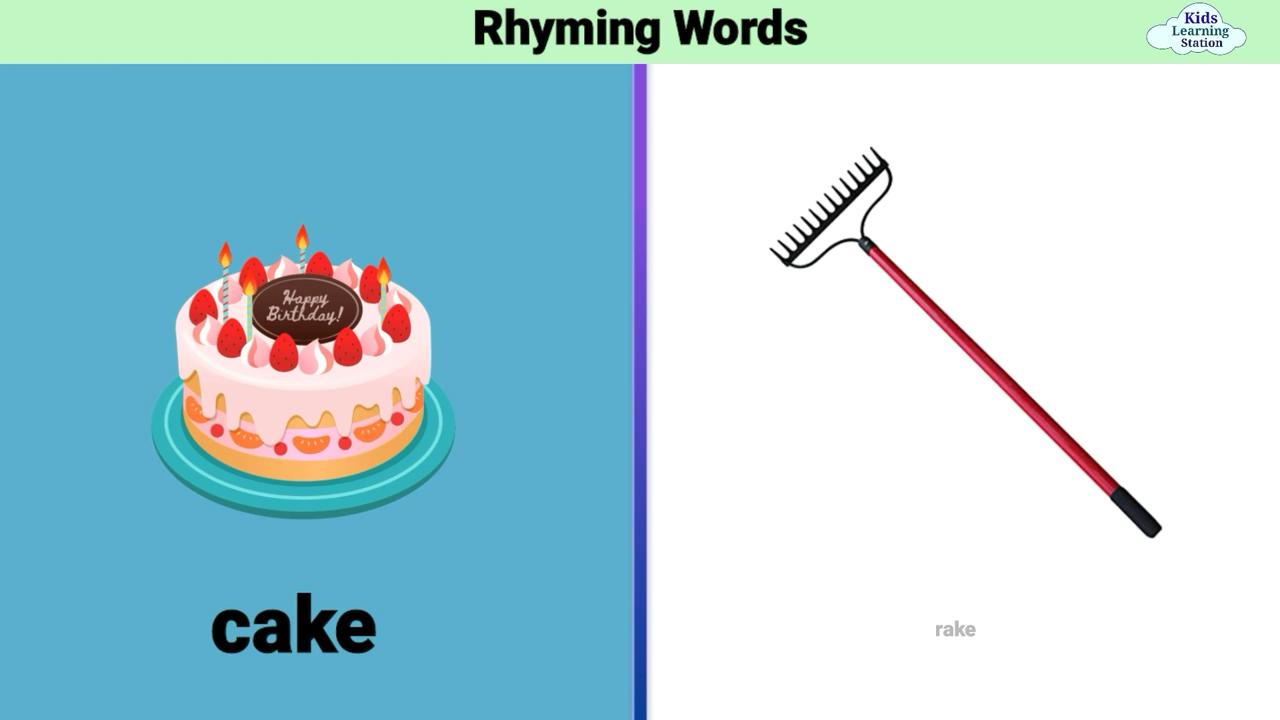 Rhyming Words
Kids
Learning
Station
Happy
Birthday!
cake
rake